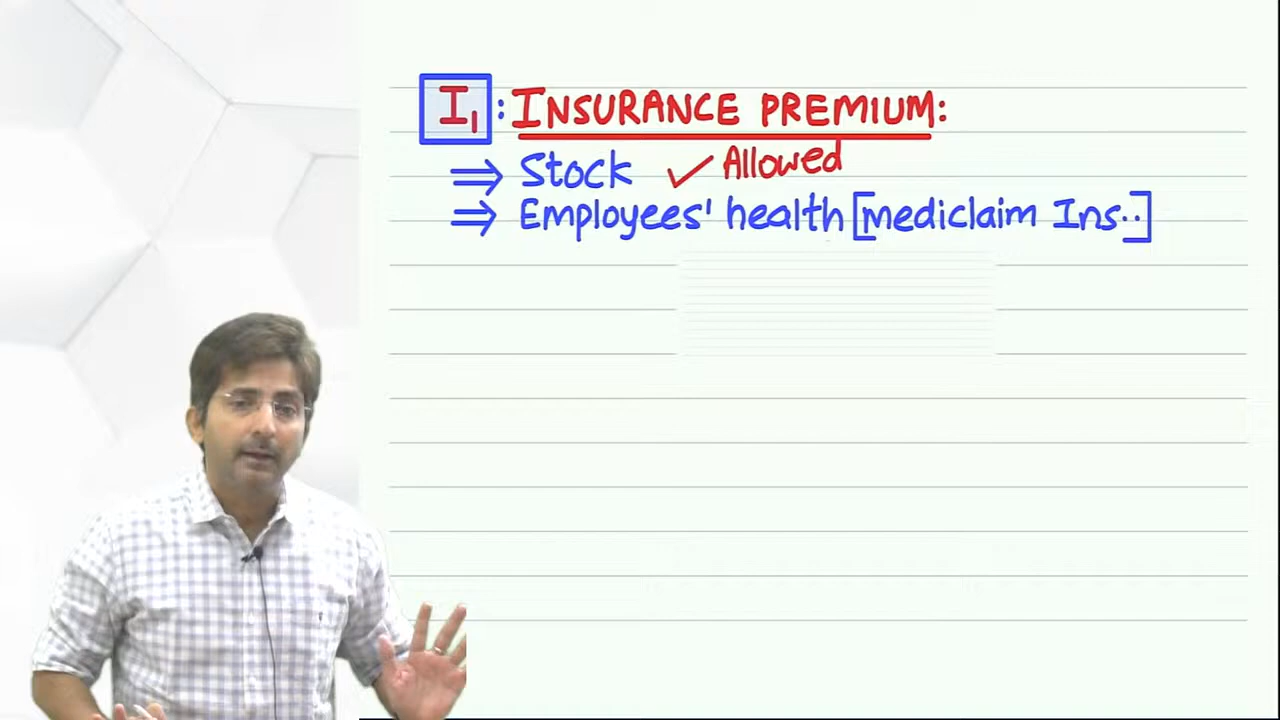 I1 : INSURANCE PREMIUM:
⇒ Stock ✓ Allowed
⇒ Employees' health [mediclaim Ins..]